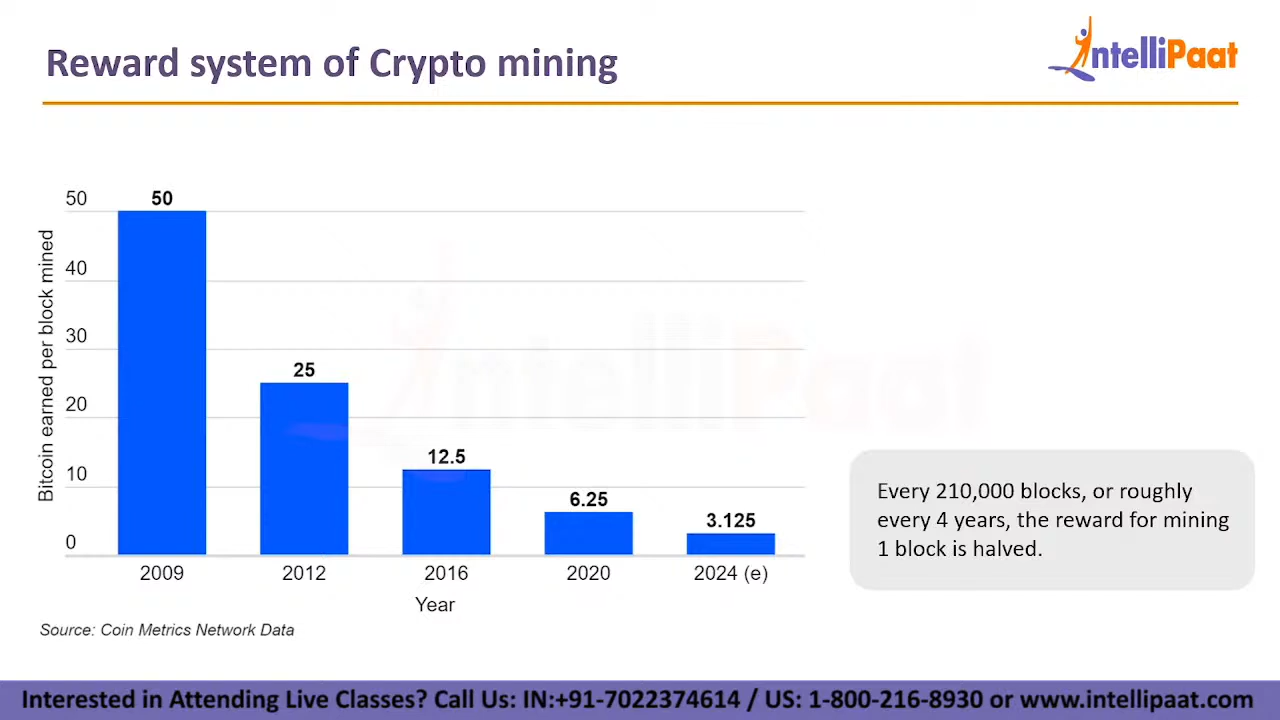 Reward system of Crypto mining
IntelliPaat
Bitcoin earned per block mined
50
40
30
20
10
0
50
25
12.5
6.25
3.125
2009
2012
2016
2020
2024 (e)
Year
Source: Coin Metrics Network Data
IntelliPaat
Every 210,000 blocks, or roughly
every 4 years, the reward for mining
1 block is halved.
Interested in Attending Live Classes? Call Us: IN:+91-7022374614 / US: 1-800-216-8930 or www.intellipaat.com